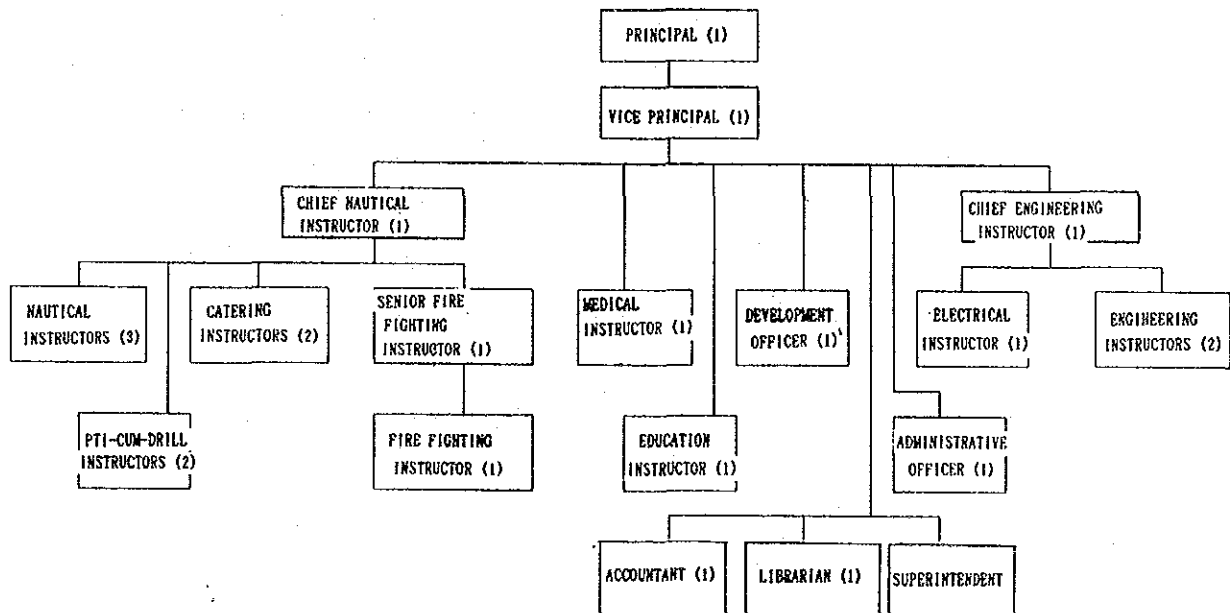 PRINCIPAL (1)
VICE PRINCIPAL (1)
CHIEF NAUTICAL
INSTRUCTOR (1)
CHIEF ENGINEERING
INSTRUCTOR (1)
NAUTICAL
INSTRUCTORS (3)
CATERING
INSTRUCTORS (2)
SENIOR FIRE
FIGHTING
INSTRUCTOR (1)
MEDICAL
INSTRUCTOR (1)
DEVELOPMENT
OFFICER (1)
ELECTRICAL
INSTRUCTOR (1)
ENGINEERING
INSTRUCTORS (2)
PTI-CUM-DRILL
INSTRUCTORS (2)
FIRE FIGHTING
INSTRUCTOR (1)
EDUCATION
INSTRUCTOR (1)
ADMINISTRATIVE
OFFICER (1)
ACCOUNTANT (1)
LIBRARIAN (1)
SUPERINTENDENT